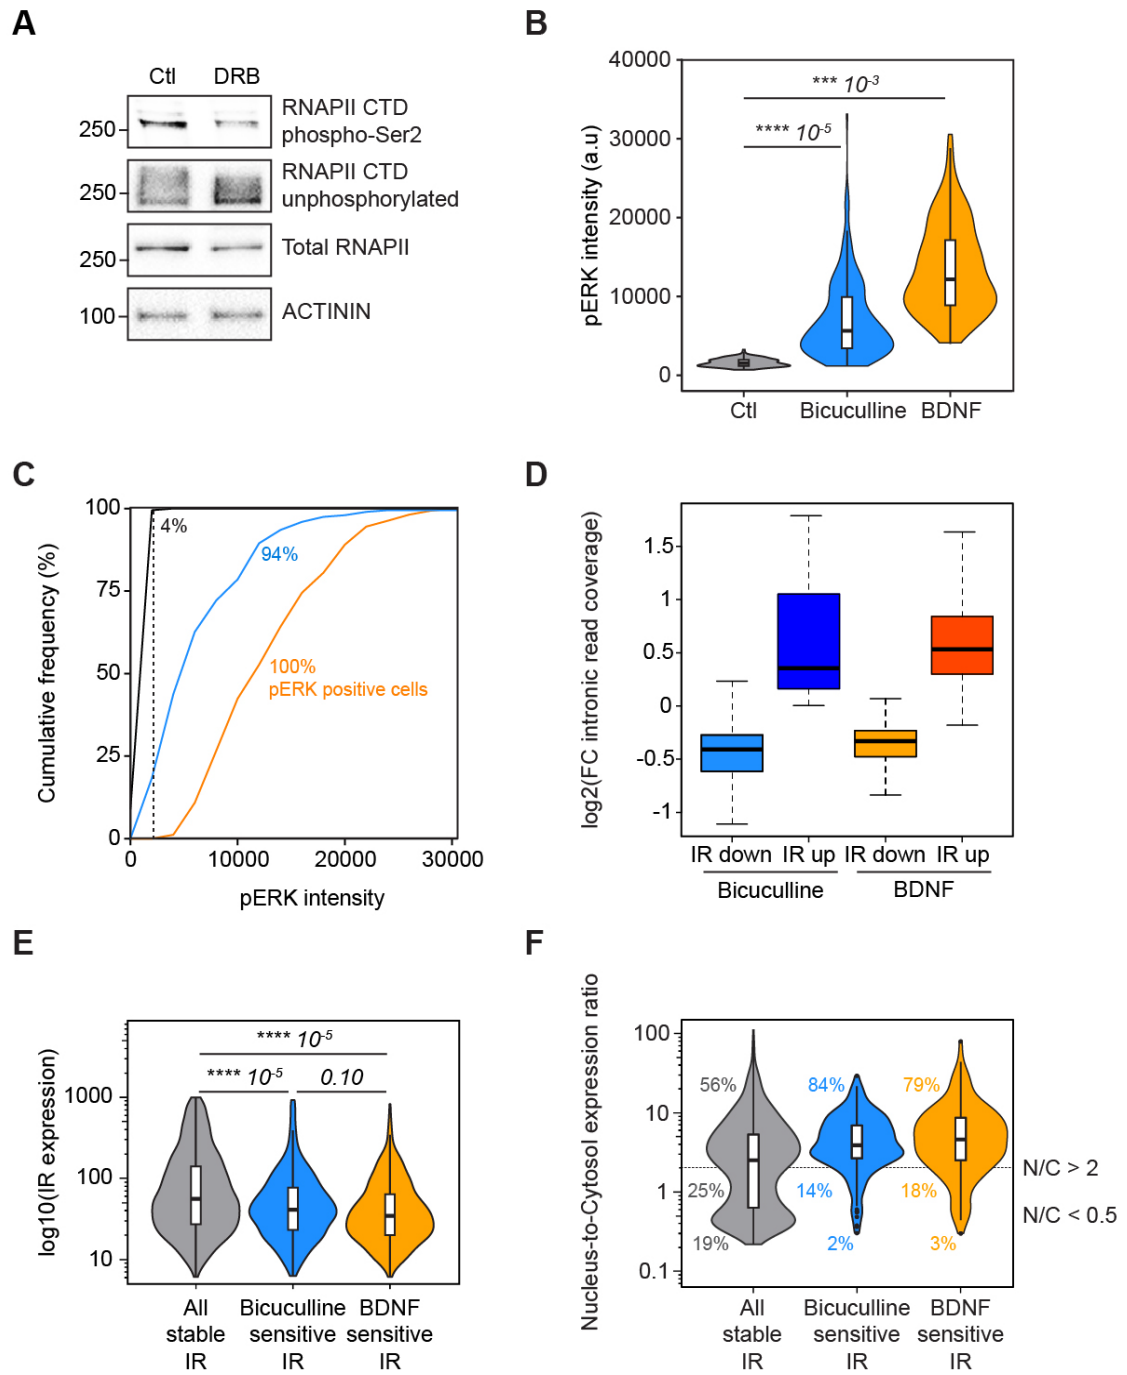 A
Ctl DRB
250
RNAPII CTD
phospho-Ser2
250
RNAPII CTD
unphosphorylated
250
Total RNAPII
100
ACTININ
B
pERK intensity (a.u)
40000
30000
20000
10000
0
*** 10-3
**** 10-5
Ctl Bicuculline BDNF
C
Cumulative frequency (%)
100
75
50
25
0
4%
94%
100%
pERK positive cells
0 10000 20000 30000
pERK intensity
D
log2(FC intronic read coverage)
1.5
1
0.5
0
-0.5
-1
IR down IR up IR down IR up
Bicuculline BDNF
E
log10(IR expression)
1000
100
10
**** 10-5
**** 10-5 0.10
All
stable
IR
Bicuculline
sensitive
IR
BDNF
sensitive
IR
F
Nucleus-to-Cytosol expression ratio
100
10
1
0.1
56% 84% 79%
25% 14% 18%
19% 2% 3%
N/C > 2
N/C < 0.5
All
stable
IR
Bicuculline
sensitive
IR
BDNF
sensitive
IR